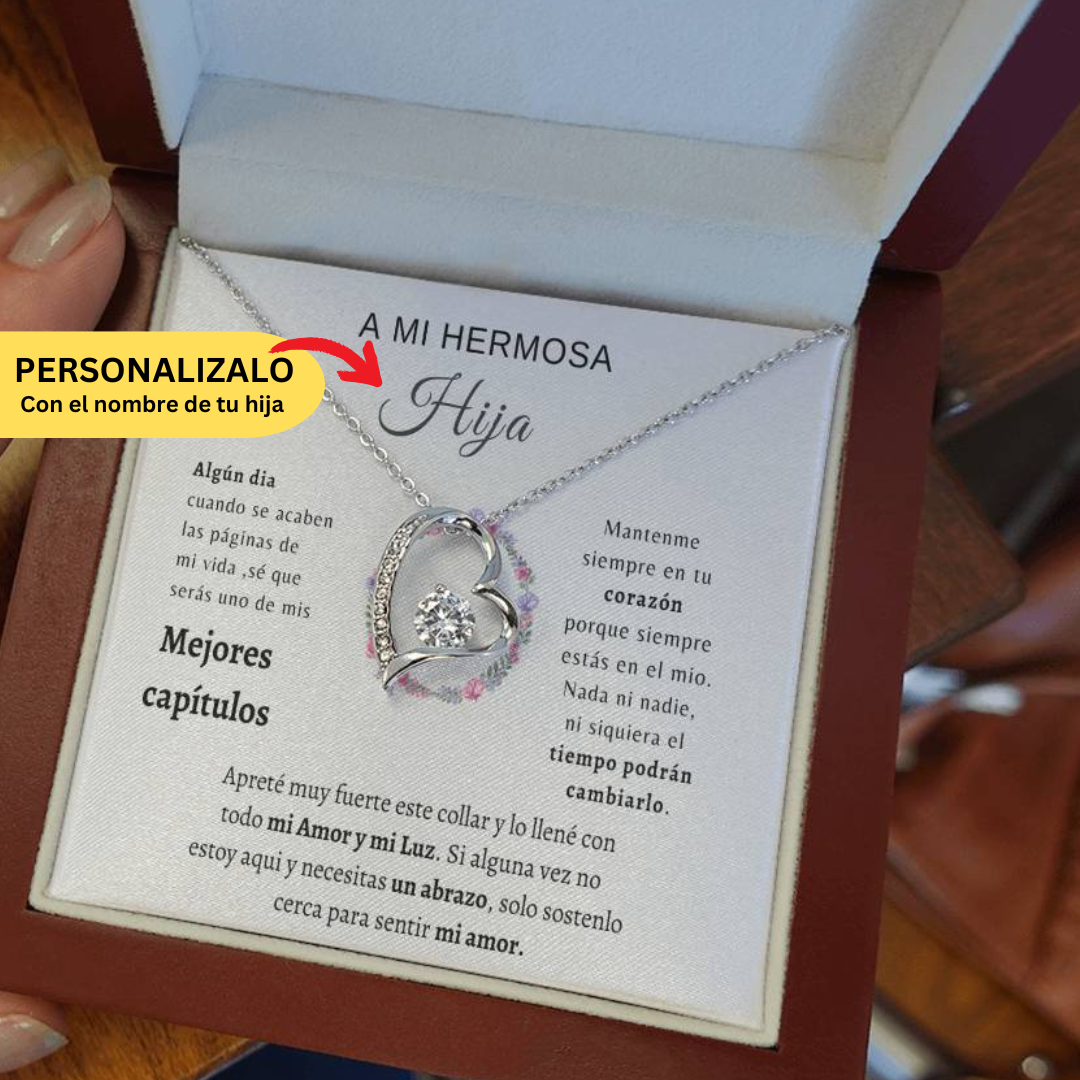 A MI HERMOSA
Hija
PERSONALIZALO
Con el nombre de tu hija
Algún dia
cuando se acaben
las páginas de
mi vida ,sé que
serás uno de mis
Mejores
capítulos
Mantenme
siempre en tu
corazón
porque siempre
estás en el mio.
Nada ni nadie,
ni siquiera el
tiempo podrán
cambiarlo.
Apreté muy fuerte este collar y lo llené con
todo mi Amor y mi Luz. Si alguna vez no
estoy aqui y necesitas un abrazo, solo sostenlo
cerca para sentir mi amor.